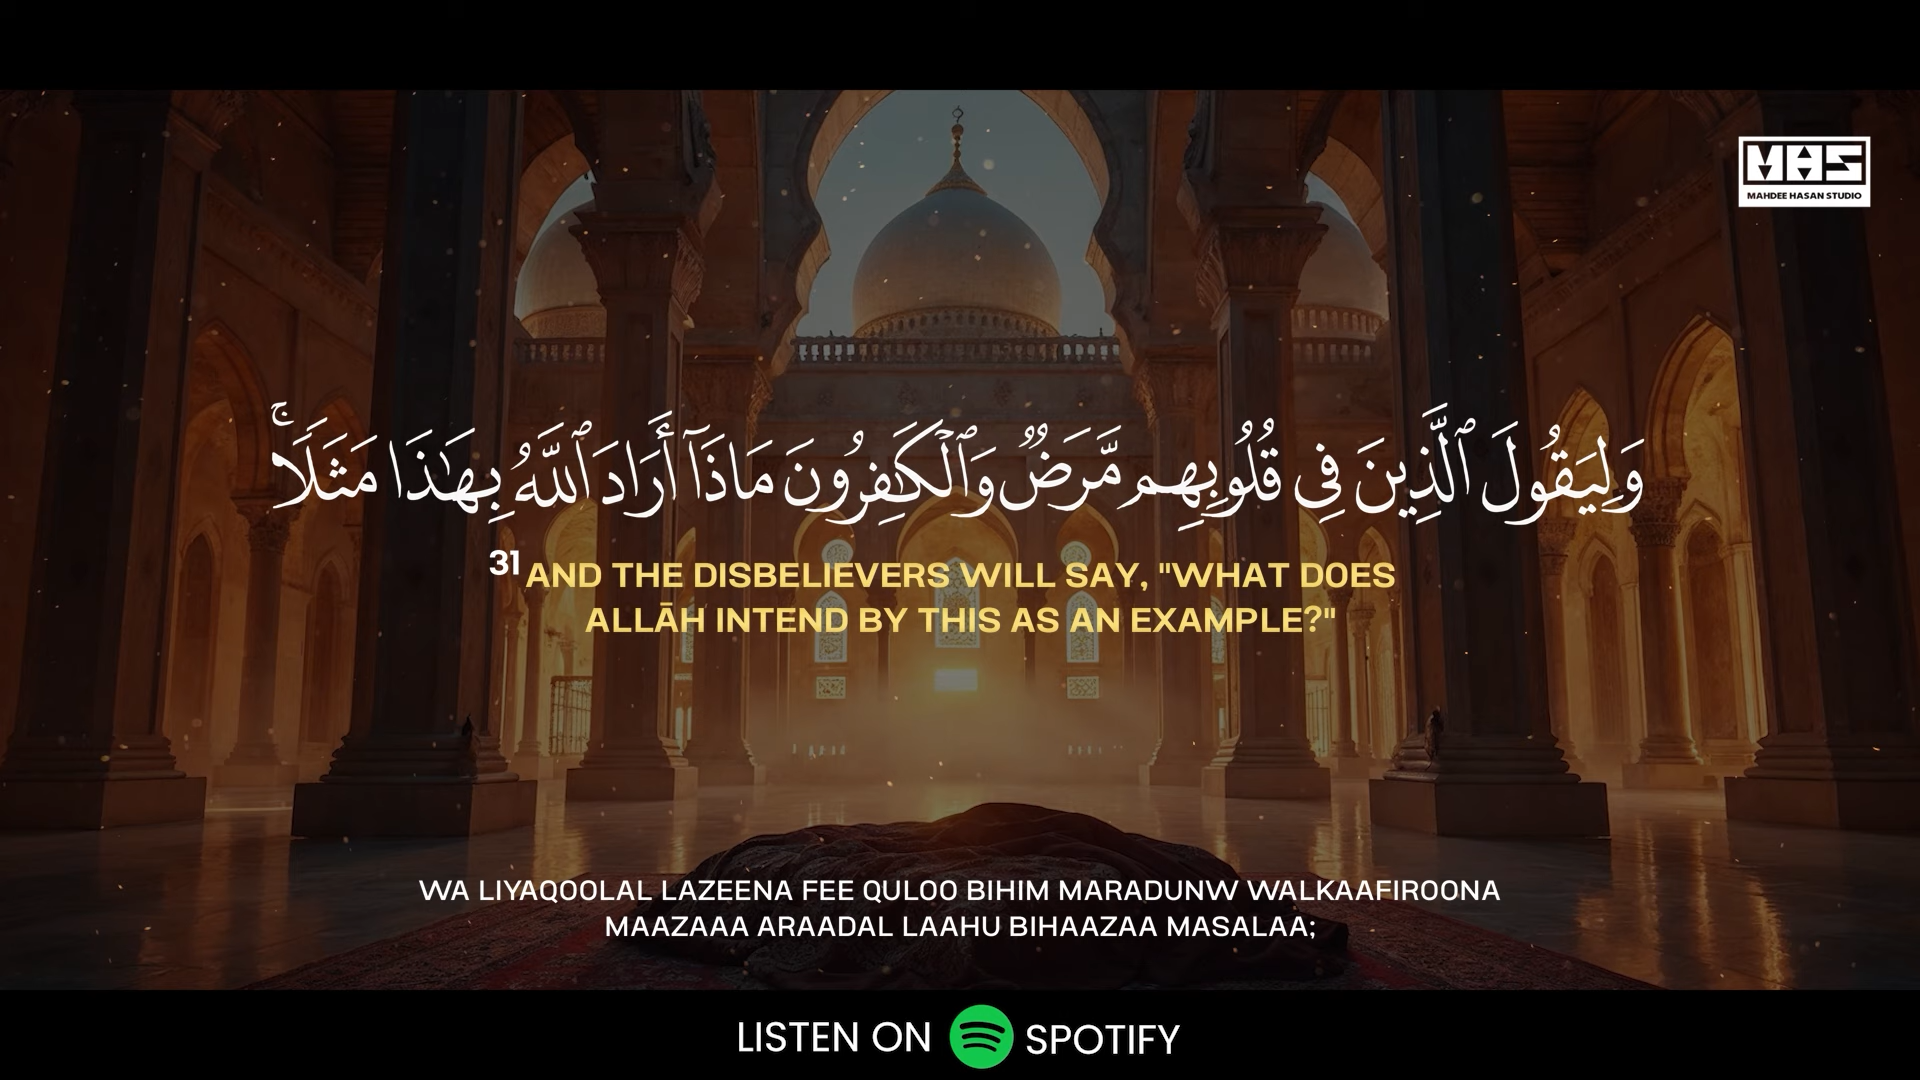 MHS
MAHDEE HASAN STUDIO
وَلِيَقُولَ ٱلَّذِينَ فِى قُلُوبِهِم مَّرَضٌ وَٱلْكَـٰفِرُونَ مَاذَآ أَرَادَ ٱللَّهُ بِهَـٰذَا مَثَلًۭا ۚ
31 AND THE DISBELIEVERS WILL SAY, "WHAT DOES
ALLĀH INTEND BY THIS AS AN EXAMPLE?"
WA LIYAQOOLAL LAZEENA FEE QULOO BIHIM MARADUNW WALKAAFIROONA
MAAZAAA ARAADAL LAAHU BIHAAZAA MASALAA;
LISTEN ON SPOTIFY